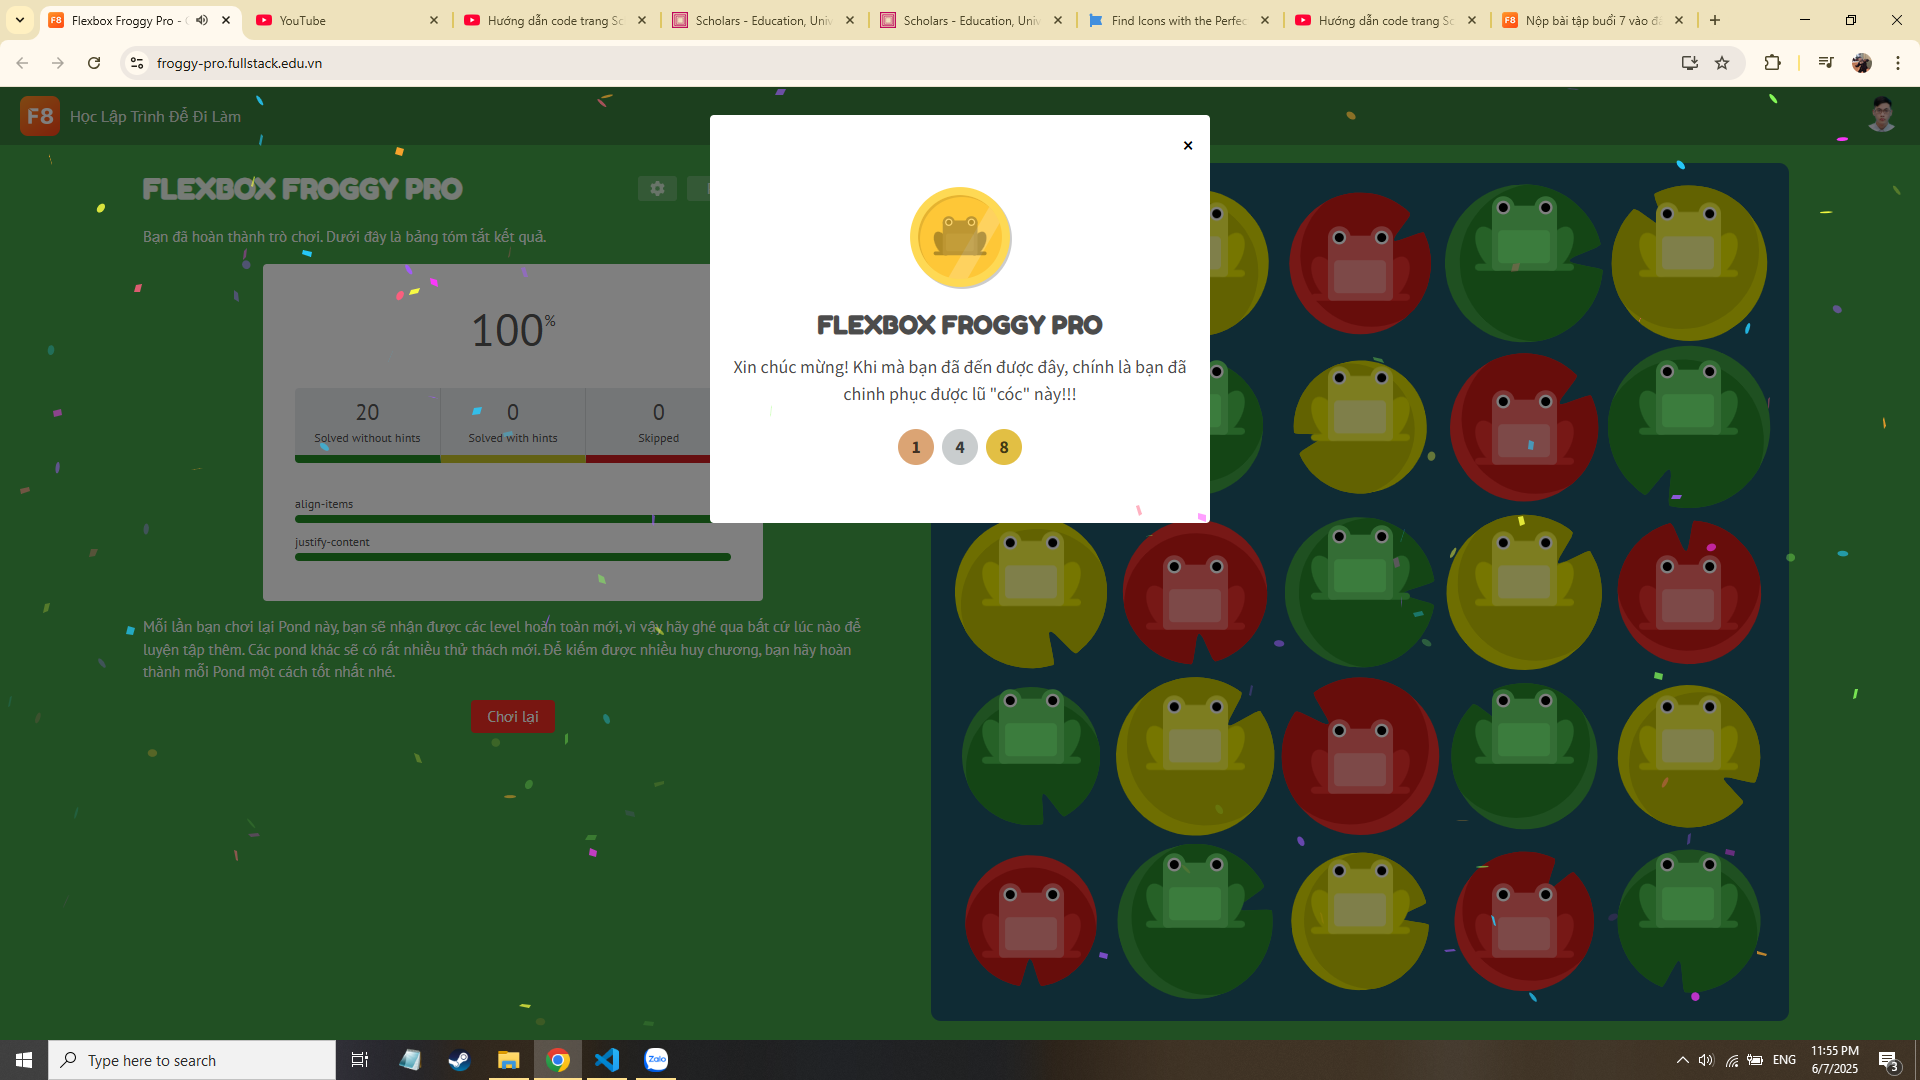 Flexbox Froggy Pro - C
YouTube
Hướng dẫn code trang Sc
Scholars - Education, Univ
Scholars - Education, Univ
Find Icons with the Perfec
Hướng dẫn code trang Sc
Nộp bài tập buổi 7 vào đâ
froggy-pro.fullstack.edu.vn
F8 Học Lập Trình Để Đi Làm
FLEXBOX FROGGY PRO
Bạn đã hoàn thành trò chơi. Dưới đây là bảng tóm tắt kết quả.
100%
20
Solved without hints
0
Solved with hints
0
Skipped
align-items
justify-content
Mỗi lần bạn chơi lại Pond này, bạn sẽ nhận được các level hoàn toàn mới, vì vậy hãy ghé qua bất cứ lúc nào để
luyện tập thêm. Các pond khác sẽ có rất nhiều thử thách mới. Để kiếm được nhiều huy chương, bạn hãy hoàn
thành mỗi Pond một cách tốt nhất nhé.
Chơi lại
FLEXBOX FROGGY PRO
Xin chúc mừng! Khi mà bạn đã đến được đây, chính là bạn đã
chinh phục được lũ "cóc" này!!!
1 4 8
Type here to search
Zalo
ENG
11:55 PM
6/7/2025
3